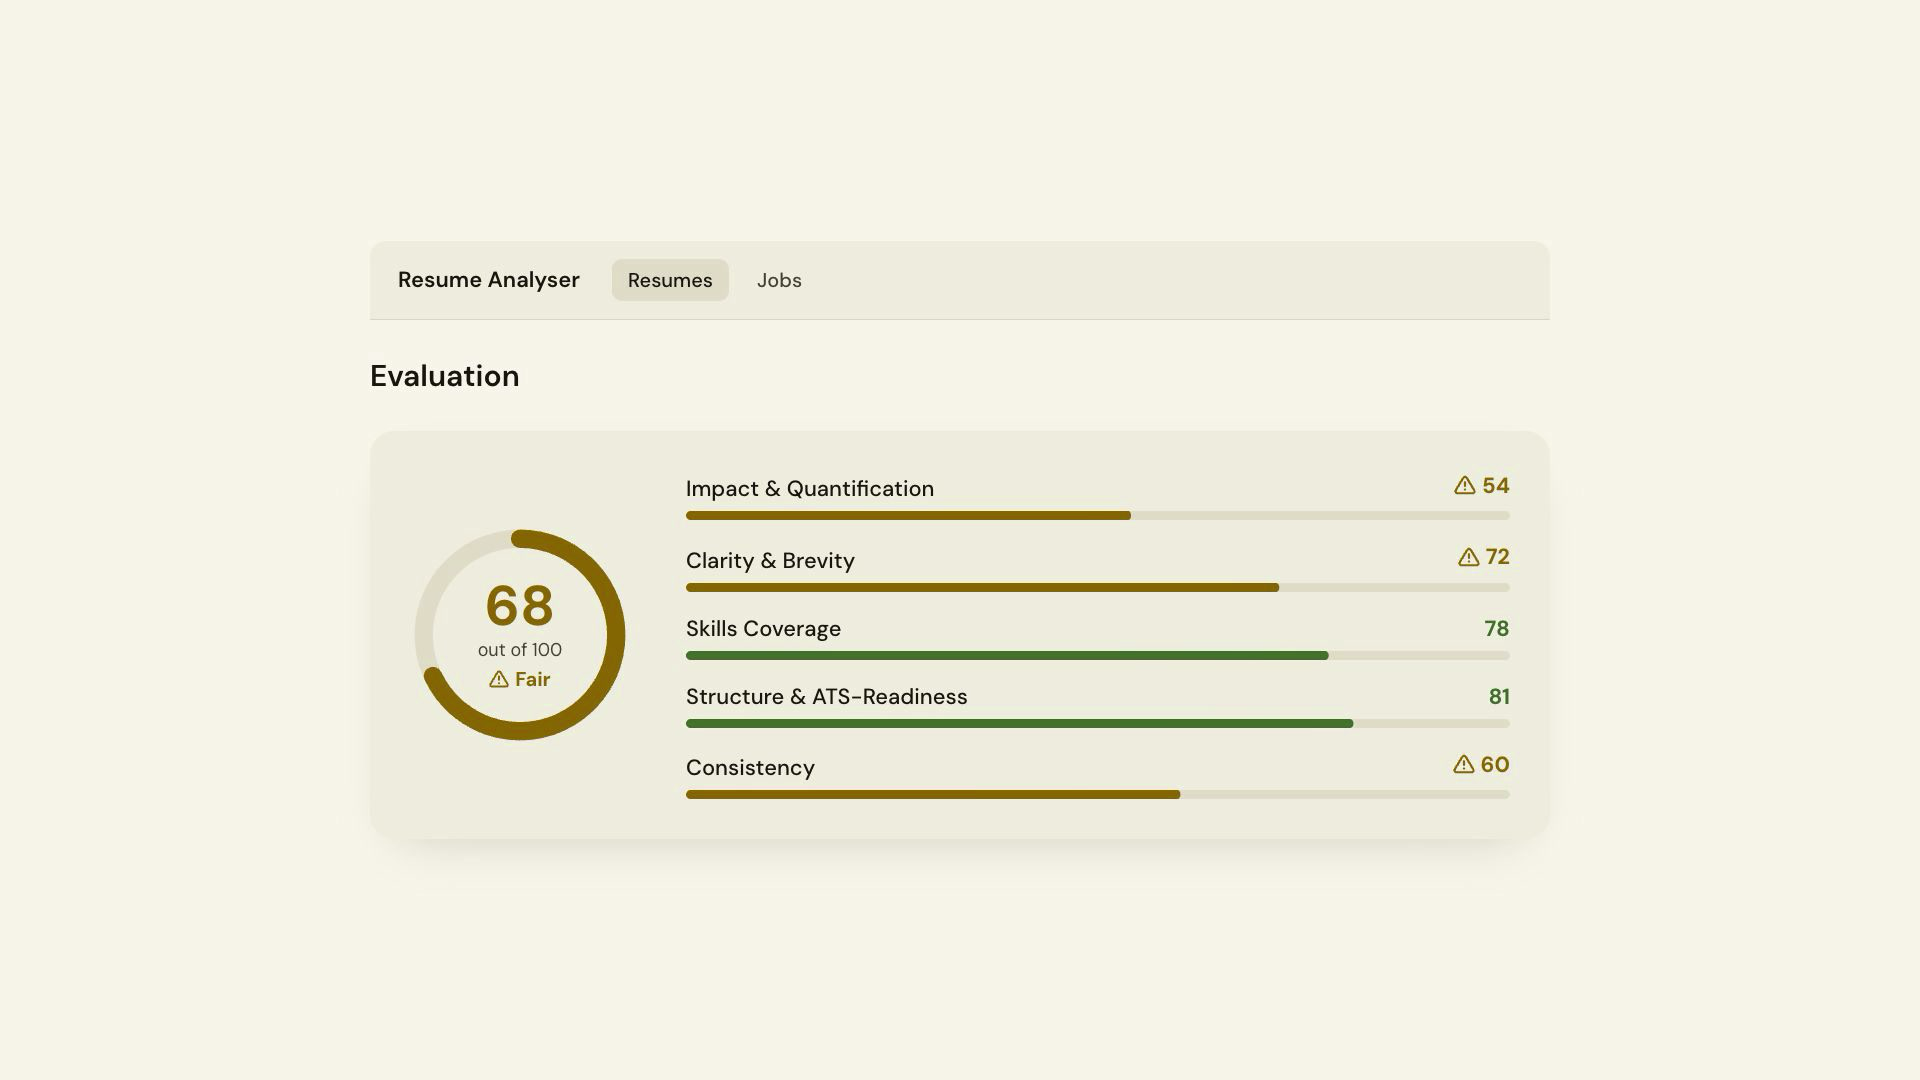 Resume Analyser Resumes Jobs
Evaluation
68
out of 100
Fair
Impact & Quantification 54
Clarity & Brevity 72
Skills Coverage 78
Structure & ATS-Readiness 81
Consistency 60